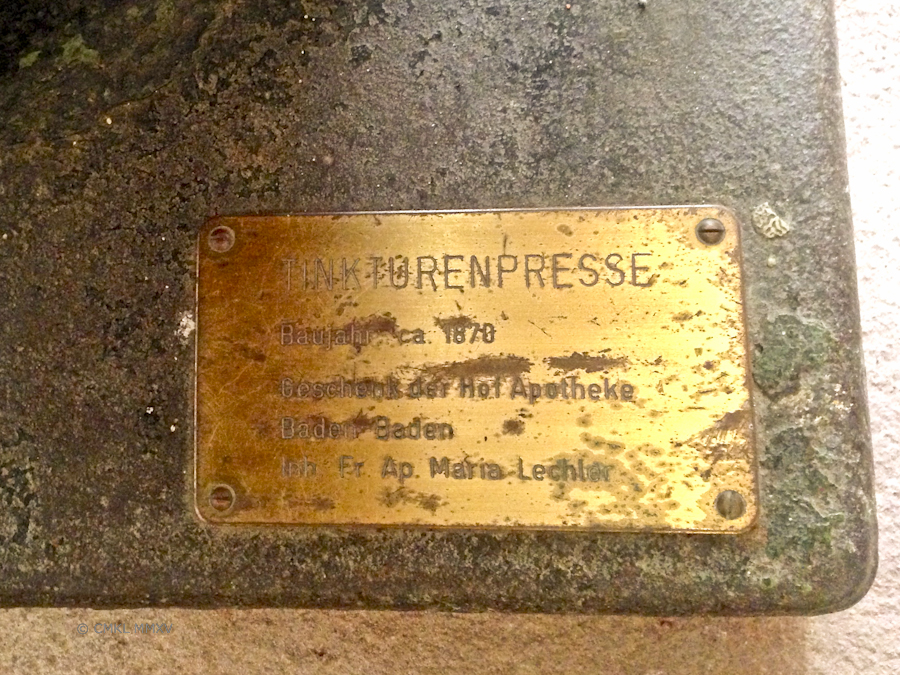 TINKTURENPRESSE
Baujahr ca. 1870
Geschenk der Hof Apotheke
Baden-Baden
Inh. Fr. Ap. Maria Lechler
©